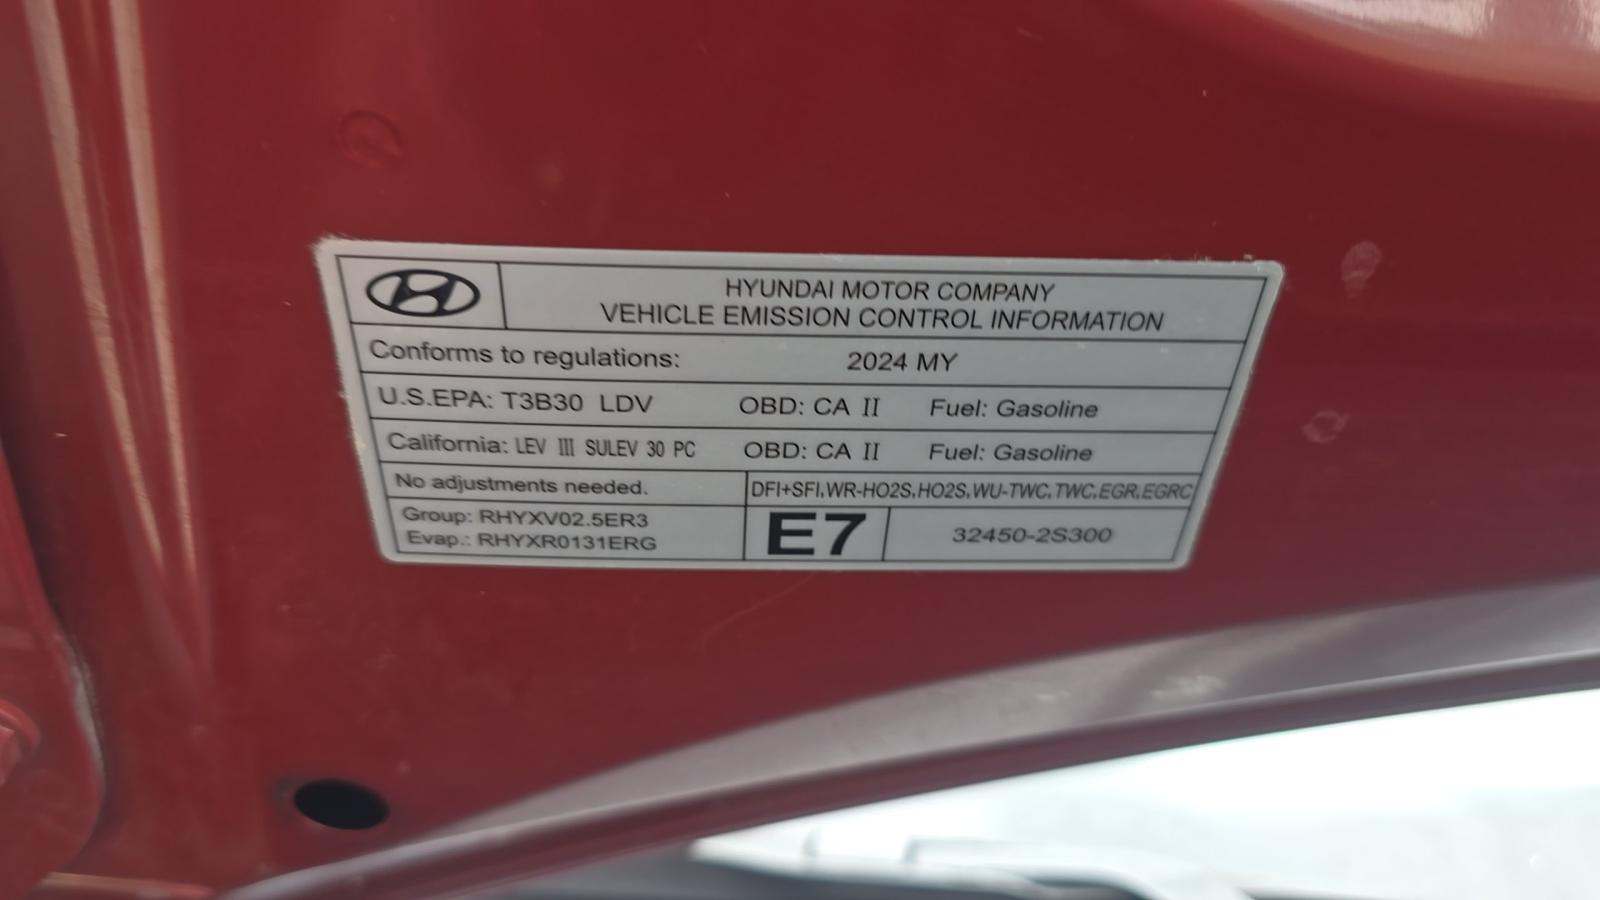 HYUNDAI MOTOR COMPANY
VEHICLE EMISSION CONTROL INFORMATION
Conforms to regulations: 2024 MY
U.S.EPA: T3B30 LDV OBD: CA II Fuel: Gasoline
California: LEV III SULEV 30 PC OBD: CA II Fuel: Gasoline
No adjustments needed. DFI+SFI,WR-HO2S,HO2S,WU-TWC,TWC,EGR,EGRC
Group: RHYXV02.5ER3
Evap.: RHYXR0131ERG
E7
32450-2S300